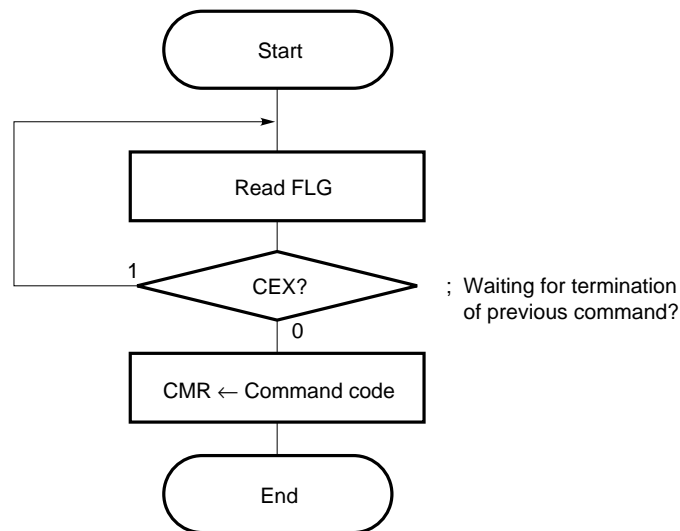 Start
Read FLG
1
CEX?
; Waiting for termination
of previous command?
0
CMR ← Command code
End